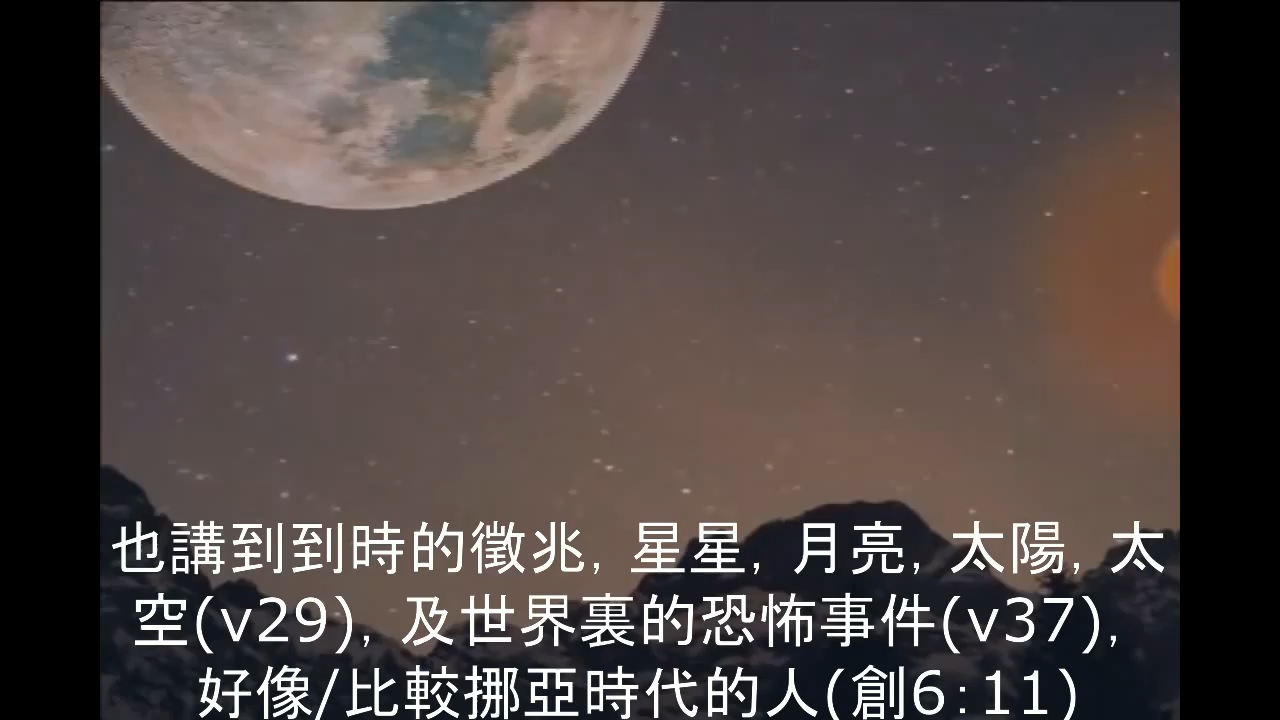 也講到到時的徵兆, 星星, 月亮, 太陽, 太
空(v29), 及世界裏的恐怖事件(v37),
好像/比較挪亞時代的人(創6:11)